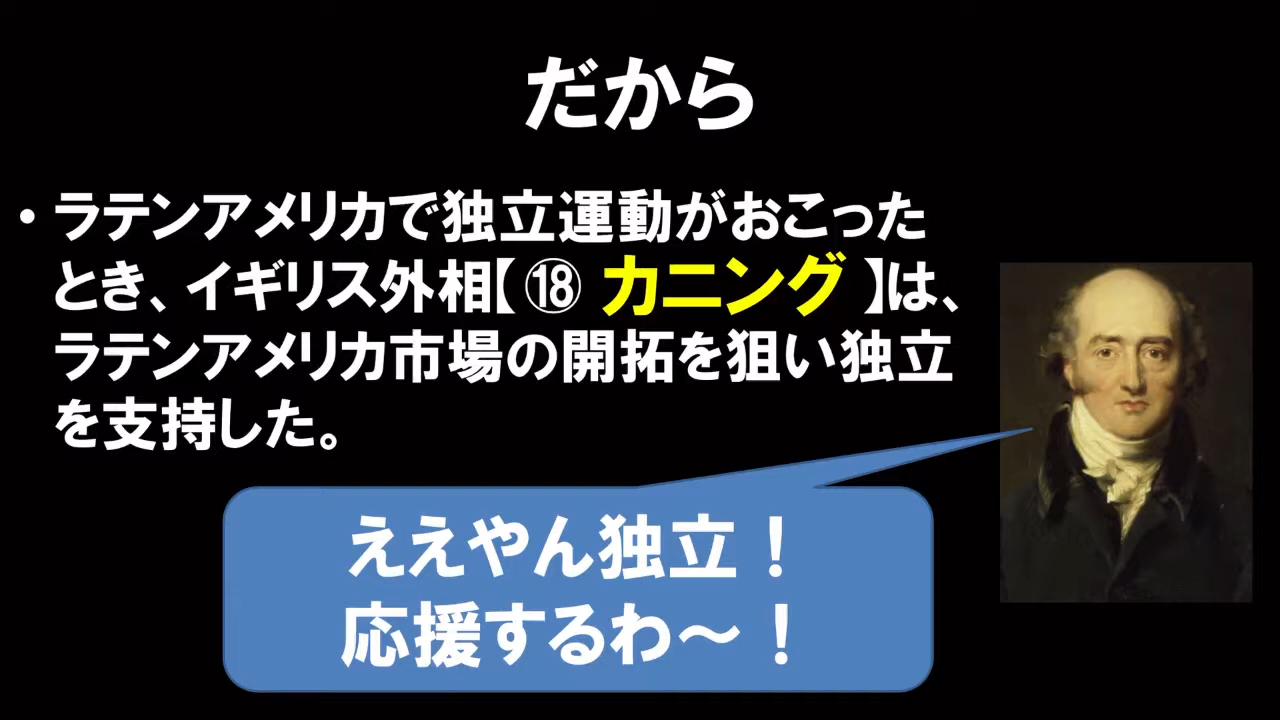 だから
・ラテンアメリカで独立運動がおこった
とき、イギリス外相【⑱ カニング 】は、
ラテンアメリカ市場の開拓を狙い独立
を支持した。
ええやん独立！
応援するわ～！